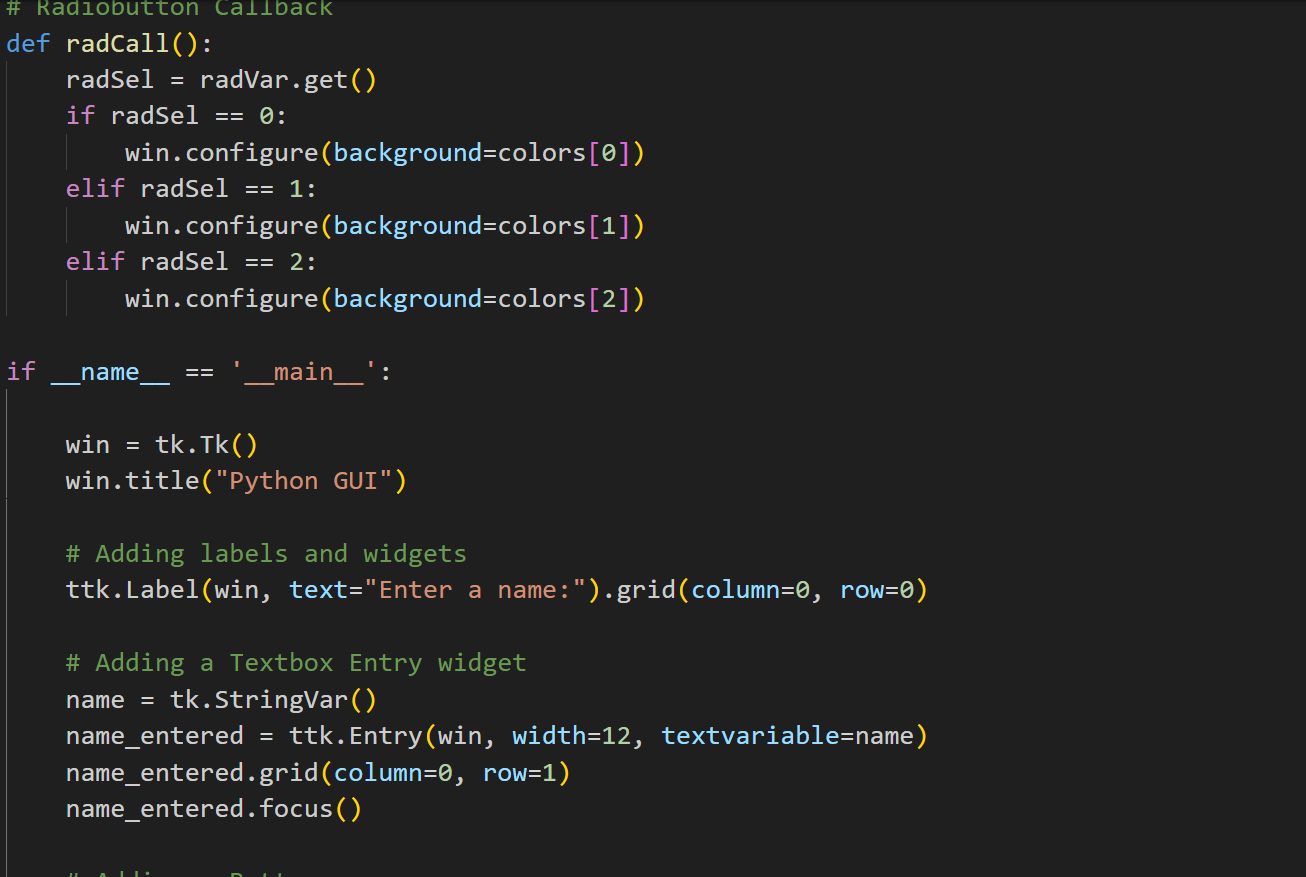 # Radiobutton Callback
def radCall():
    radSel = radVar.get()
    if radSel == 0:
        win.configure(background=colors[0])
    elif radSel == 1:
        win.configure(background=colors[1])
    elif radSel == 2:
        win.configure(background=colors[2])

if __name__ == '__main__':

    win = tk.Tk()
    win.title("Python GUI")

    # Adding labels and widgets
    ttk.Label(win, text="Enter a name:").grid(column=0, row=0)

    # Adding a Textbox Entry widget
    name = tk.StringVar()
    name_entered = ttk.Entry(win, width=12, textvariable=name)
    name_entered.grid(column=0, row=1)
    name_entered.focus()